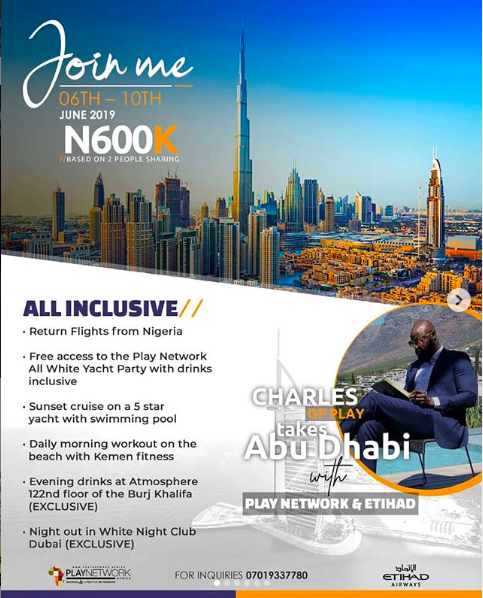 Join me
06TH – 10TH
JUNE 2019
N600K
//BASED ON 2 PEOPLE SHARING
ALL INCLUSIVE//
· Return Flights from Nigeria
· Free access to the Play Network
All White Yacht Party with drinks
inclusive
· Sunset cruise on a 5 star
yacht with swimming pool
· Daily morning workout on the
beach with Kemen fitness
· Evening drinks at Atmosphere
122nd floor of the Burj Khalifa
(EXCLUSIVE)
· Night out in White Night Club
Dubai (EXCLUSIVE)
CHARLES
OF PLAY
takes
Abu Dhabi
with
PLAY NETWORK & ETIHAD
PLAYNETWORK
AFRICA
FOR INQUIRIES 07019337780
الإتحاد
ETIHAD
AIRWAYS